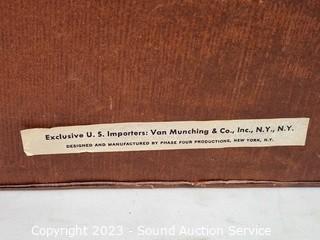 Exclusive U. S. Importers: Van Munching & Co., Inc., N.Y., N.Y.
DESIGNED AND MANUFACTURED BY PHASE FOUR PRODUCTIONS, NEW YORK, N.Y.
Copyright 2023 - Sound Auction Service